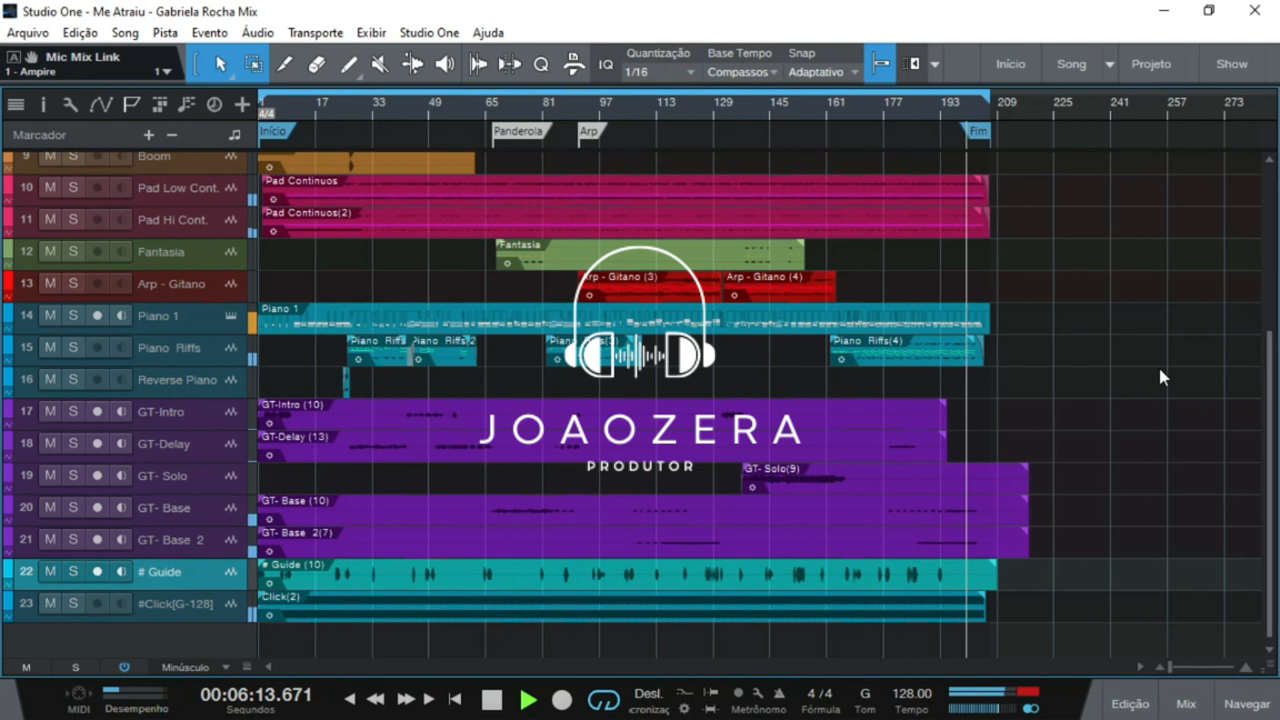 Studio One - Me Atraiu - Gabriela Rocha Mix
Arquivo Edição Song Pista Evento Áudio Transporte Exibir Studio One Ajuda
A Mic Mix Link
1 - Ampire 1
IQ
Quantização Base Tempo Snap
1/16 Compassos Adaptativo
Início Song Projeto Show
17 33 49 65 81 97 113 129 145 161 177 193 209 225 241 257 273
4/4
Marcador Início Panderola Arp Fim
9 M S Boom
10 M S Pad Low Cont. Pad Continuos
11 M S Pad Hi Cont. Pad Continuos(2)
12 M S Fantasia Fantasia
13 M S Arp - Gitano Arp - Gitano (3) Arp - Gitano (4)
14 M S Piano 1 Piano 1
15 M S Piano Riffs Piano Riffs Piano Riffs(2 Piano Riffs(3) Piano Riffs(4)
16 M S Reverse Piano
17 M S GT-Intro GT-Intro (10)
18 M S GT-Delay GT-Delay (13)
JOAOZERA
PRODUTOR
19 M S GT- Solo GT- Solo(9)
20 M S GT- Base GT- Base (10)
21 M S GT- Base 2 GT- Base 2(7)
22 M S # Guide # Guide (10)
23 M S #Click[G-128] Click(2)
M S Minúsculo
MIDI Desempenho
00:06:13.671
Segundos
Desl.
Metrônomo
4 / 4 G 128.00
Fórmula Tom Tempo
Edição Mix Navegar